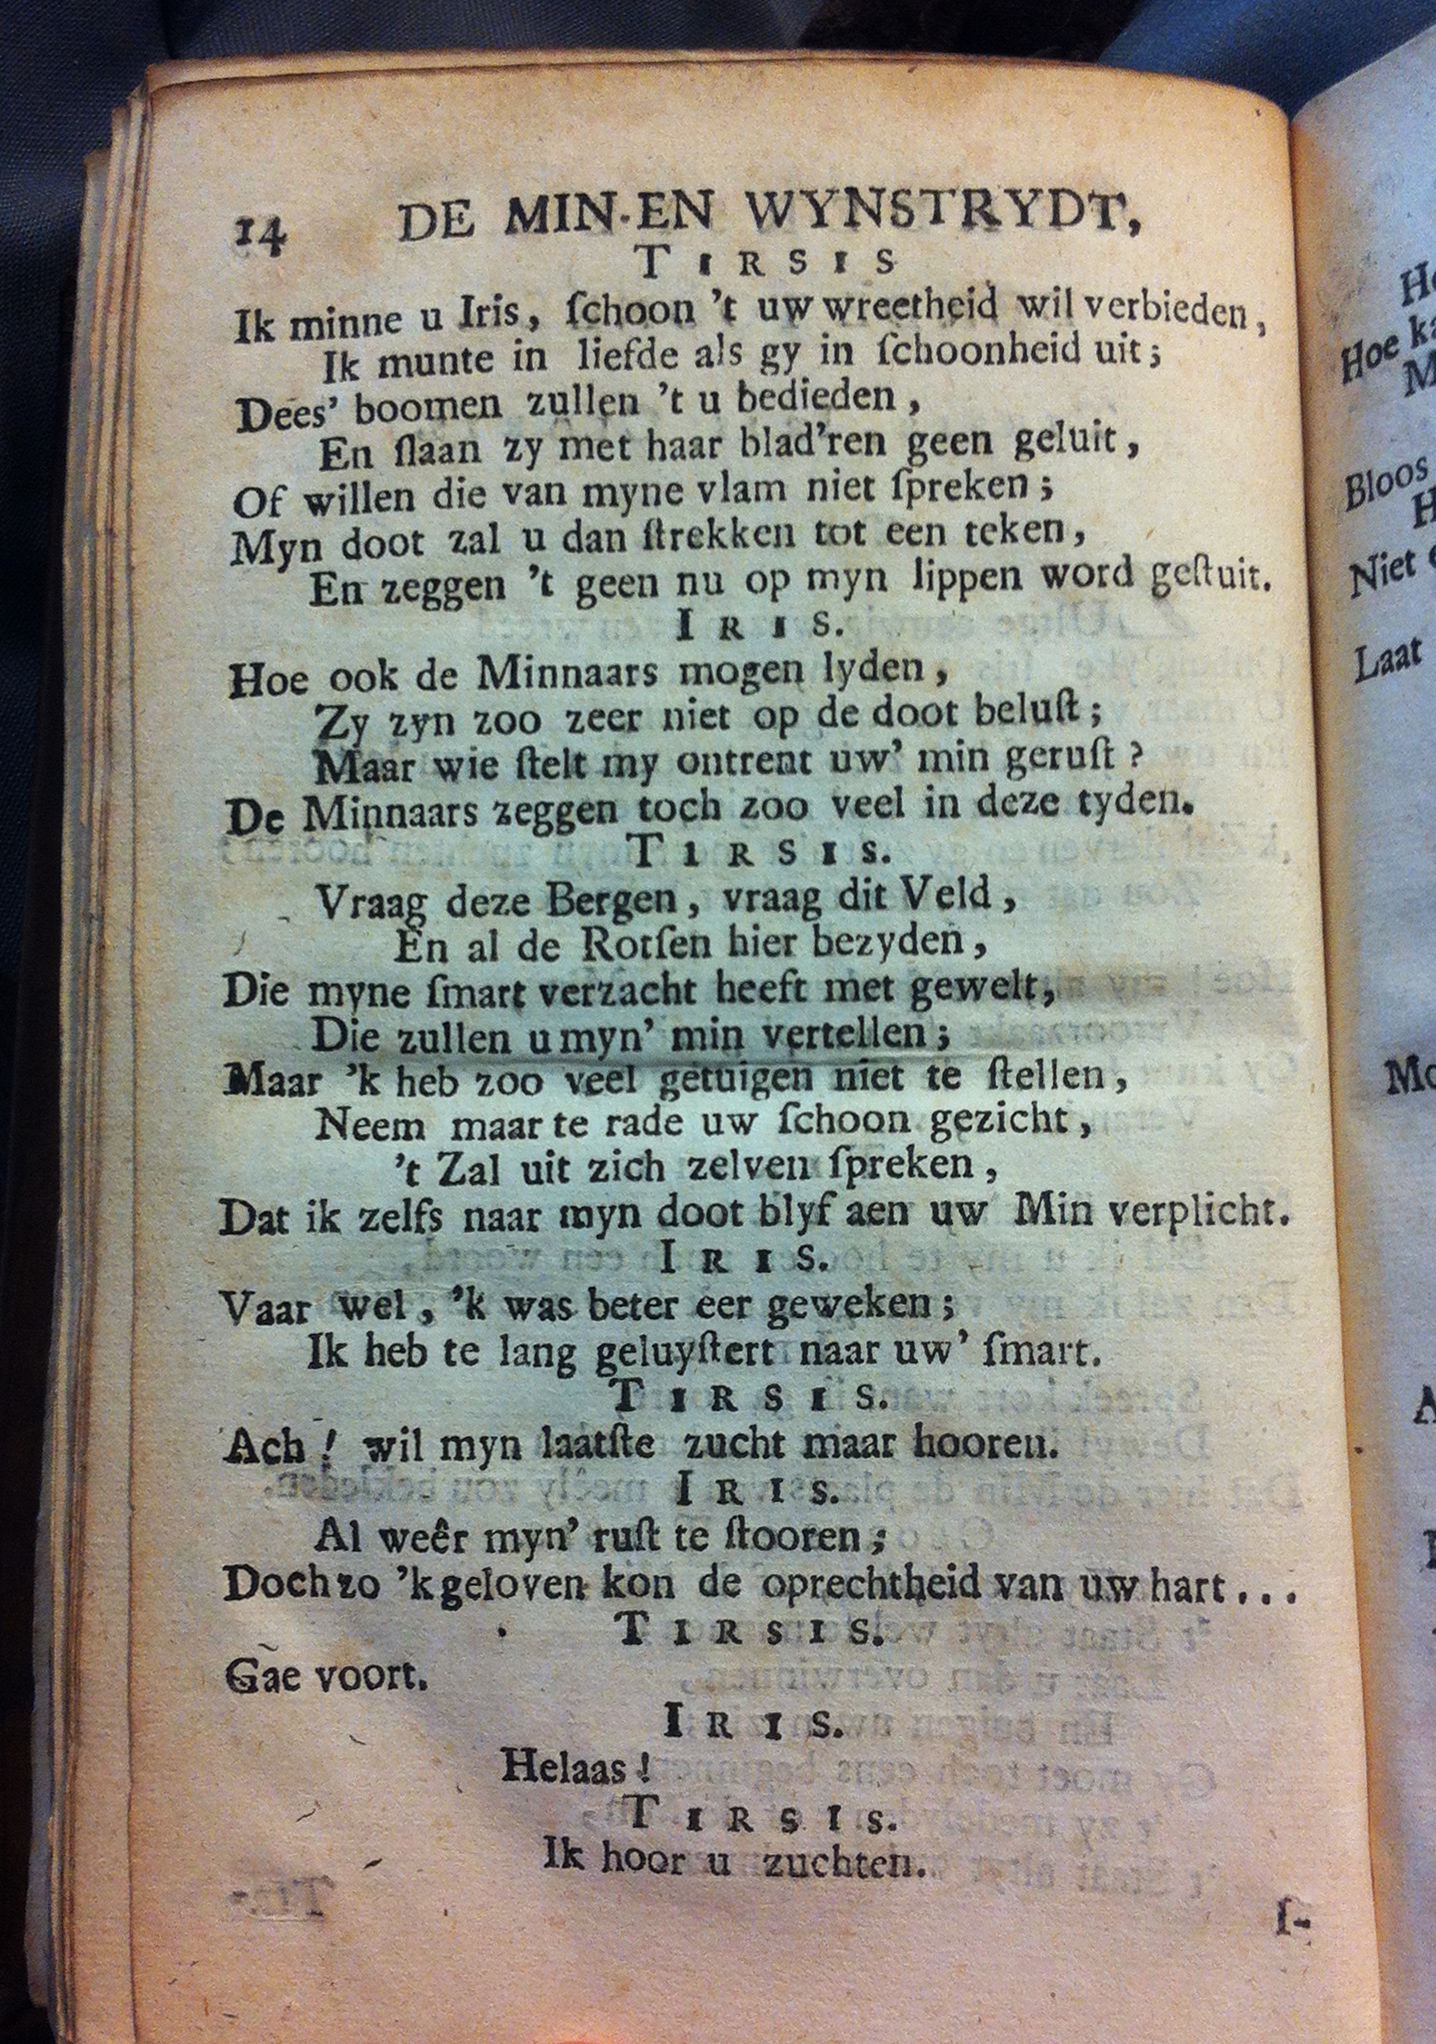 14 DE MIN-EN WYNSTRYDT,
TIRSIS
Ik minne u Iris, ſchoon 't uw wreetheid wil verbieden,
Ik munte in liefde als gy in ſchoonheid uit;
Dees' boomen zullen 't u bedieden,
En ſlaan zy met haar blad'ren geen geluit,
Of willen die van myne vlam niet ſpreken;
Myn doot zal u dan ſtrekken tot een teken,
En zeggen 't geen nu op myn lippen word geſtuit.
IRIS.
Hoe ook de Minnaars mogen lyden,
Zy zyn zoo zeer niet op de doot beluſt;
Maar wie ſtelt my ontrent uw' min geruſt?
De Minnaars zeggen toch zoo veel in deze tyden.
TIRSIS.
Vraag deze Bergen, vraag dit Veld,
En al de Rotſen hier bezyden,
Die myne ſmart verzacht heeft met gewelt,
Die zullen u myn' min vertellen;
Maar 'k heb zoo veel getuigen niet te ſtellen,
Neem maar te rade uw ſchoon gezicht,
't Zal uit zich zelven ſpreken,
Dat ik zelfs naar myn doot blyf aen uw Min verplicht.
IRIS.
Vaar wel, 'k was beter eer geweken;
Ik heb te lang geluyſtert naar uw' ſmart.
TIRSIS.
Ach! wil myn laatſte zucht maar hooren.
IRIS.
Al weêr myn' ruſt te ſtooren;
Doch zo 'k geloven kon de oprechtheid van uw hart...
TIRSIS.
Gae voort.
IRIS.
Helaas!
TIRSIS.
Ik hoor u zuchten.
ſ-
Hoe
Bloos
Niet
Laat